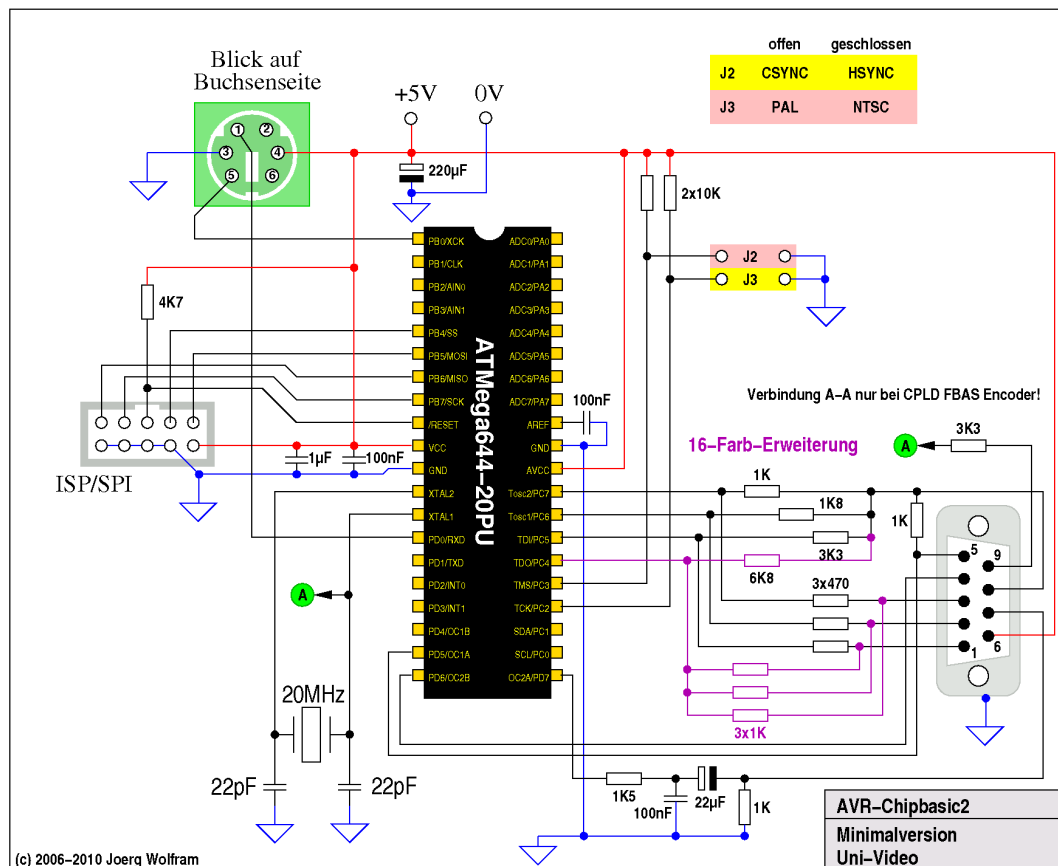 Blick auf
Buchsenseite
1
2
3
4
5
6
+5V
0V
220µF
offen geschlossen
J2 CSYNC HSYNC
J3 PAL NTSC
2x10K
J2
J3
4K7
ISP/SPI
1µF
100nF
ATMega644-20PU
PB0/XCK
PB1/CLK
PB2/AIN0
PB3/AIN1
PB4/SS
PB5/MOSI
PB6/MISO
PB7/SCK
/RESET
VCC
GND
XTAL2
XTAL1
PD0/RXD
PD1/TXD
PD2/INT0
PD3/INT1
PD4/OC1B
PD5/OC1A
PD6/OC2B
ADC0/PA0
ADC1/PA1
ADC2/PA2
ADC3/PA3
ADC4/PA4
ADC5/PA5
ADC6/PA6
ADC7/PA7
AREF
GND
AVCC
Tosc2/PC7
Tosc1/PC6
TDI/PC5
TDO/PC4
TMS/PC3
TCK/PC2
SDA/PC1
SCL/PC0
OC2A/PD7
100nF
Verbindung A-A nur bei CPLD FBAS Encoder!
3K3
A
16-Farb-Erweiterung
1K
1K8
1K
3K3
6K8
3x470
3x1K
5
9
1
6
A
20MHz
22pF
22pF
1K5
100nF
22µF
1K
AVR-Chipbasic2
Minimalversion
Uni-Video
(c) 2006-2010 Joerg Wolfram